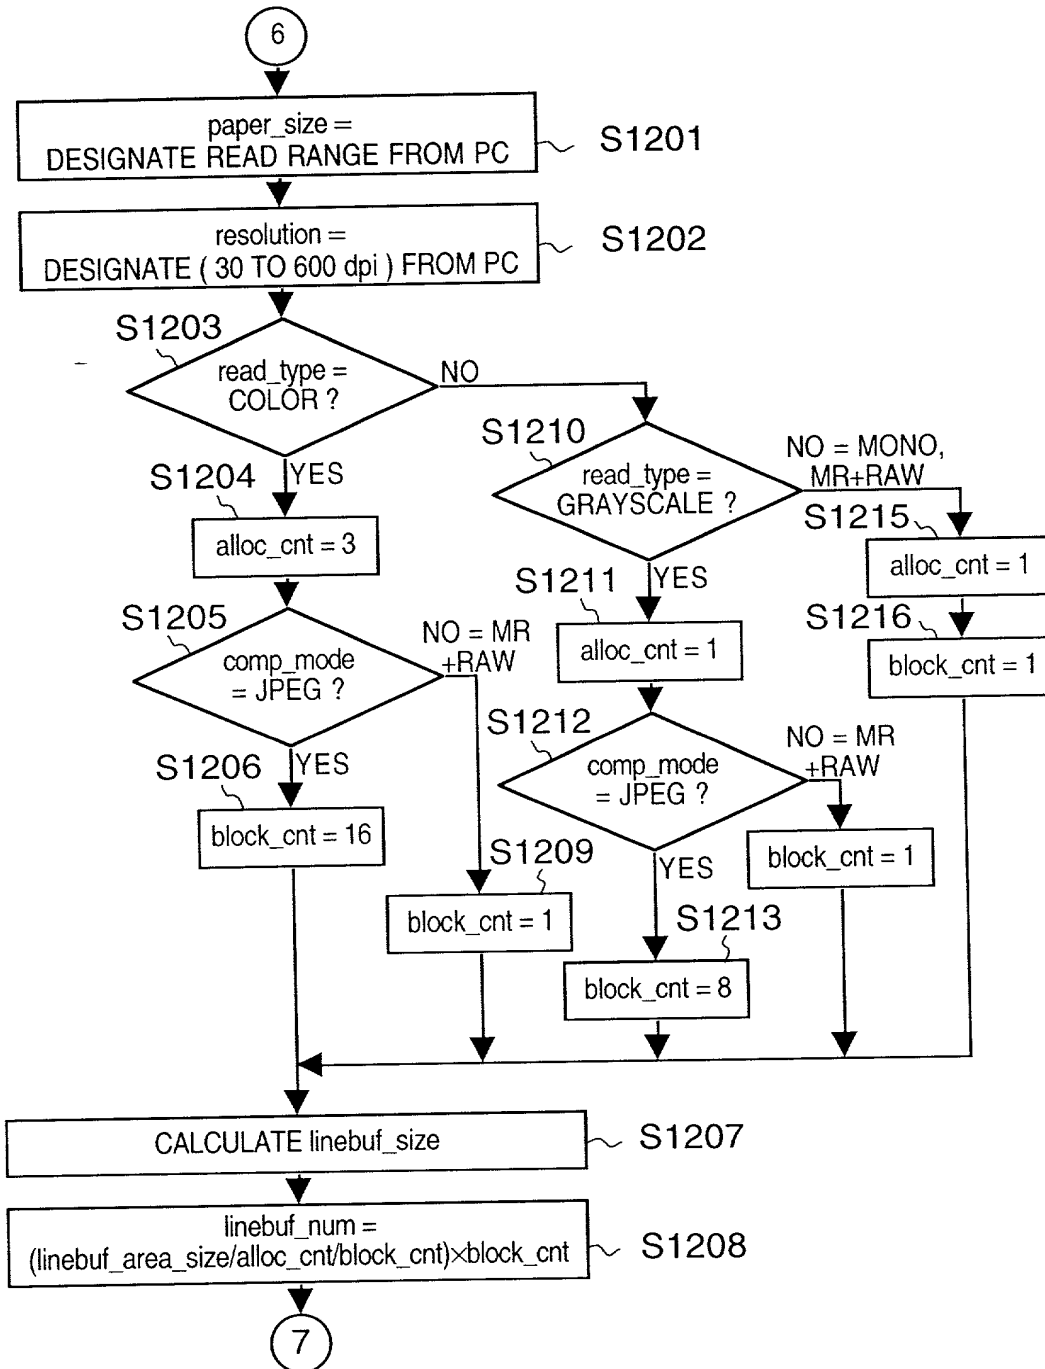 6
paper_size =
DESIGNATE READ RANGE FROM PC
S1201
resolution =
DESIGNATE ( 30 TO 600 dpi ) FROM PC
S1202
S1203
read_type =
COLOR ?
NO
YES
S1210
read_type =
GRAYSCALE ?
NO = MONO,
MR+RAW
YES
S1204
alloc_cnt = 3
S1215
alloc_cnt = 1
S1211
alloc_cnt = 1
S1216
block_cnt = 1
S1205
comp_mode
= JPEG ?
NO = MR
+RAW
YES
S1212
comp_mode
= JPEG ?
NO = MR
+RAW
YES
S1206
block_cnt = 16
S1209
block_cnt = 1
block_cnt = 1
S1213
block_cnt = 8
CALCULATE linebuf_size
S1207
linebuf_num =
(linebuf_area_size/alloc_cnt/block_cnt)×block_cnt
S1208
7